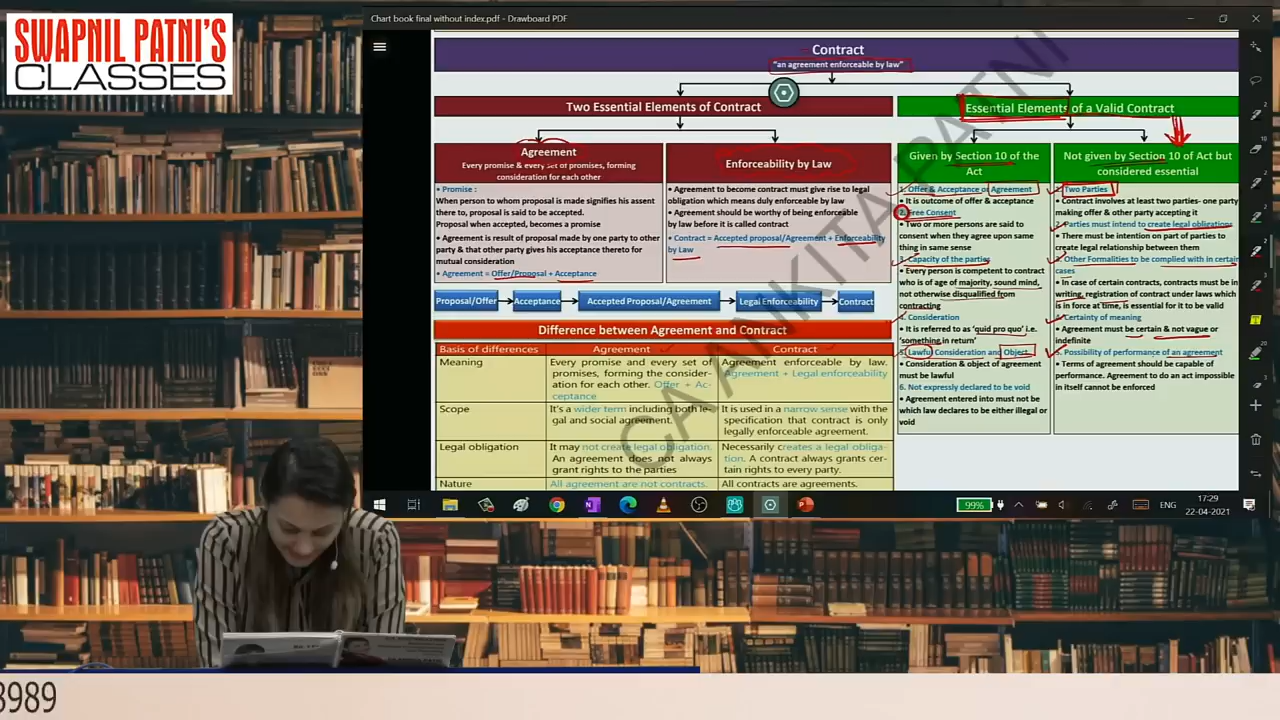 SWAPNIL PATNI'S
CLASSES
Chart book final without index.pdf - Drawboard PDF
Contract
"an agreement enforceable by law"
Two Essential Elements of Contract
Essential Elements of a Valid Contract
Agreement
Every promise & every set of promises, forming
consideration for each other
Enforceability by Law
Given by Section 10 of the
Act
Not given by Section 10 of Act but
considered essential
• Promise :
When person to whom proposal is made signifies his assent
there to, proposal is said to be accepted.
Proposal when accepted, becomes a promise
• Agreement is result of proposal made by one party to other
party & that other party gives his acceptance thereto for
mutual consideration
• Agreement = Offer/Proposal + Acceptance
• Agreement to become contract must give rise to legal
obligation which means duly enforceable by law
• Agreement should be worthy of being enforceable
by law before it is called contract
• Contract = Accepted proposal/Agreement + Enforceability
by Law
1. Offer & Acceptance or Agreement
• It is outcome of offer & acceptance
2. Free Consent
• Two or more persons are said to
consent when they agree upon same
thing in same sense
3. Capacity of the parties
• Every person is competent to contract
who is of age of majority, sound mind,
not otherwise disqualified from
contracting
4. Consideration
• It is referred to as 'quid pro quo' i.e.
'something in return'
5. Lawful Consideration and Object
• Consideration & object of agreement
must be lawful
6. Not expressly declared to be void
• Agreement entered into must not be
which law declares to be either illegal or
void
1. Two Parties
• Contract involves at least two parties- one party
making offer & other party accepting it
2. Parties must intend to create legal obligations
• There must be intention on part of parties to
create legal relationship between them
3. Other Formalities to be complied with in certain
cases
• In case of certain contracts, contracts must be in
writing, registration of contract under laws which
is in force at time, is essential for it to be valid
4. Certainty of meaning
• Agreement must be certain & not vague or
indefinite
5. Possibility of performance of an agreement
• Terms of agreement should be capable of
performance. Agreement to do an act impossible
in itself cannot be enforced
Proposal/Offer
Acceptance
Accepted Proposal/Agreement
Legal Enforceability
Contract
Difference between Agreement and Contract
Basis of differences Agreement Contract
Meaning
Every promise and every set of
promises, forming the consider-
ation for each other. Offer + Ac-
ceptance
Agreement enforceable by law.
Agreement + Legal enforceability
Scope
It's a wider term including both le-
gal and social agreement.
It is used in a narrow sense with the
specification that contract is only
legally enforceable agreement.
Legal obligation
It may not create legal obligation.
An agreement does not always
grant rights to the parties
Necessarily creates a legal obliga-
tion. A contract always grants cer-
tain rights to every party.
Nature
All agreement are not contracts.
All contracts are agreements.
CA ANKITA PATNI
99%
ENG
17:29
22-04-2021
8989